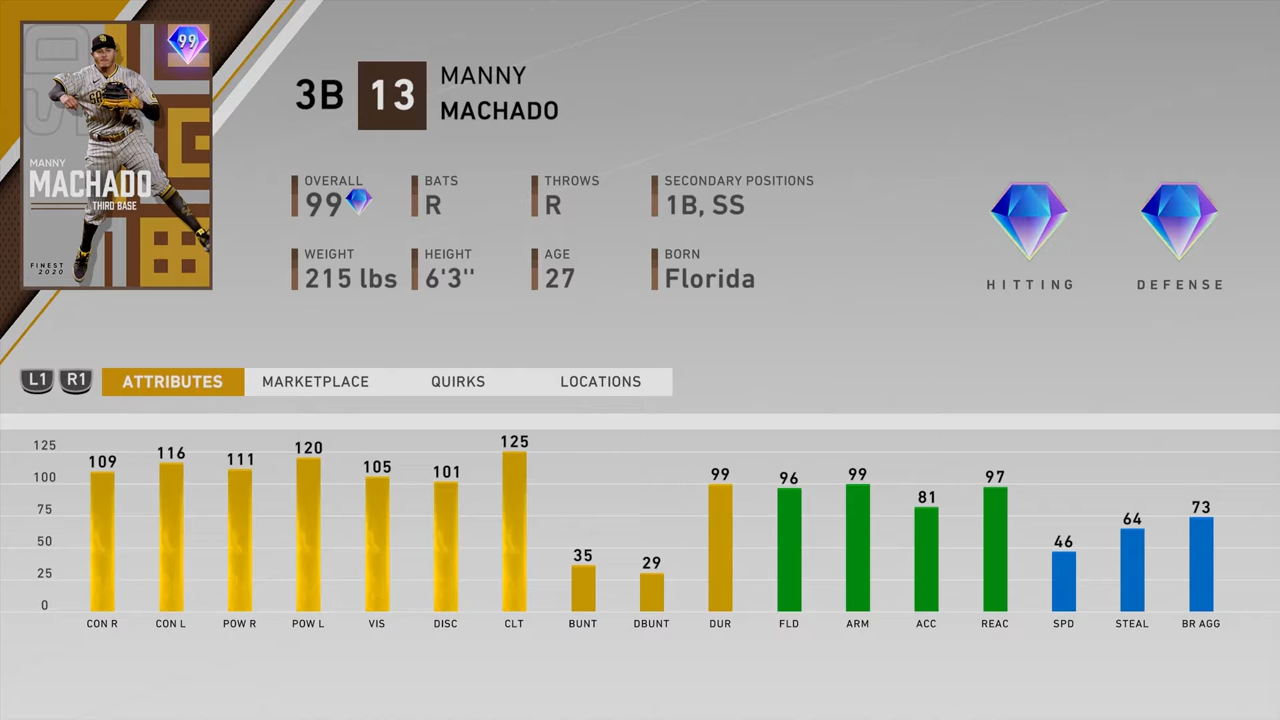 SD
99
MANNY
MACHADO
THIRD BASE
FINEST
2020
3B 13 MANNY
MACHADO
OVERALL BATS THROWS SECONDARY POSITIONS
99 R R 1B, SS
WEIGHT HEIGHT AGE BORN
215 lbs 6'3'' 27 Florida
HITTING DEFENSE
L1 R1 ATTRIBUTES MARKETPLACE QUIRKS LOCATIONS
125
100
75
50
25
0
109 116 111 120 105 101 125 35 29 99 96 99 81 97 46 64 73
CON R CON L POW R POW L VIS DISC CLT BUNT DBUNT DUR FLD ARM ACC REAC SPD STEAL BR AGG